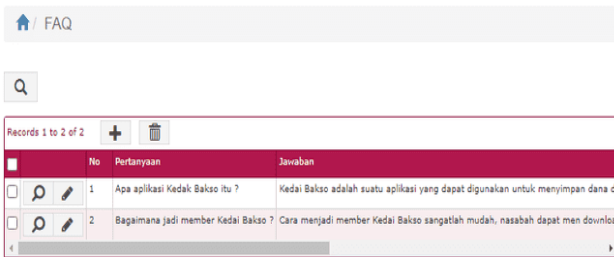 / FAQ
Records 1 to 2 of 2
No Pertanyaan Jawaban
1 Apa aplikasi Kedak Bakso itu ? Kedai Bakso adalah suatu aplikasi yang dapat digunakan untuk menyimpan dana
2 Bagaimana jadi member Kedai Bakso ? Cara menjadi member Kedai Bakso sangatlah mudah, nasabah dapat men